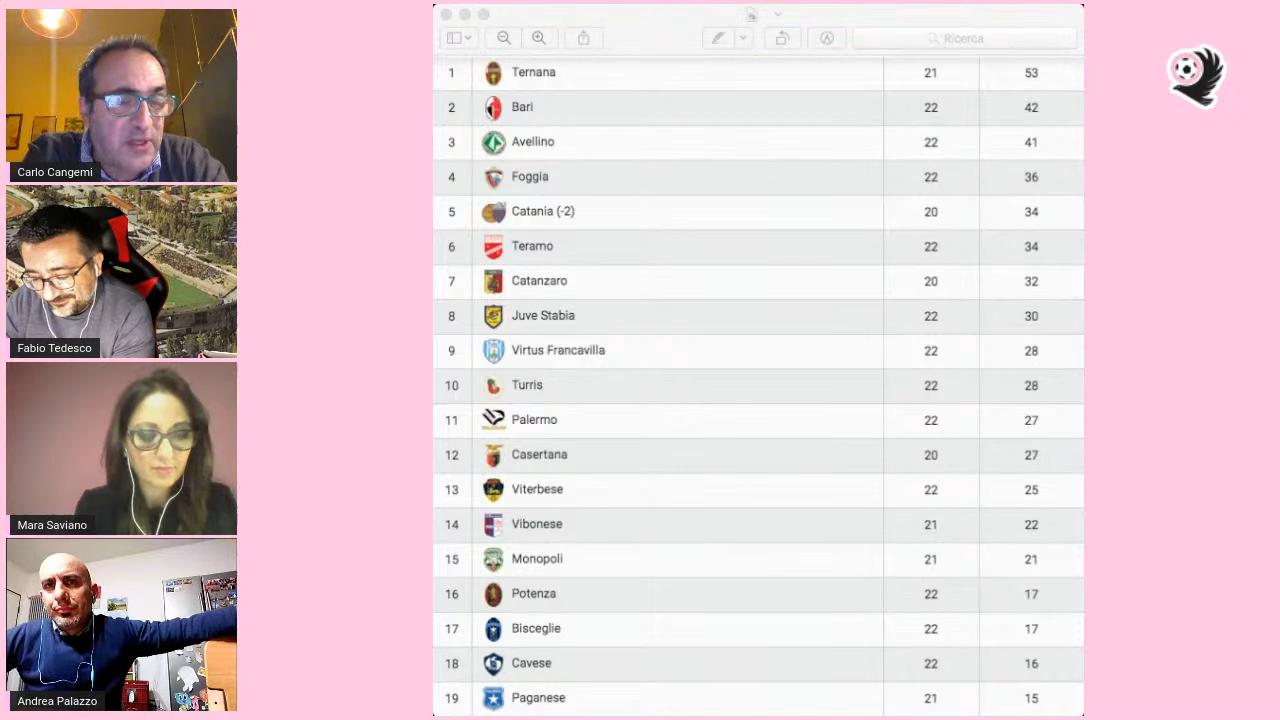 Carlo Cangemi
Fabio Tedesco
Mara Saviano
Andrea Palazzo
Ricerca
1 Ternana 21 53
2 Bari 22 42
3 Avellino 22 41
4 Foggia 22 36
5 Catania (-2) 20 34
6 Teramo 22 34
7 Catanzaro 20 32
8 Juve Stabia 22 30
9 Virtus Francavilla 22 28
10 Turris 22 28
11 Palermo 22 27
12 Casertana 20 27
13 Viterbese 22 25
14 Vibonese 21 22
15 Monopoli 21 21
16 Potenza 22 17
17 Bisceglie 22 17
18 Cavese 22 16
19 Paganese 21 15